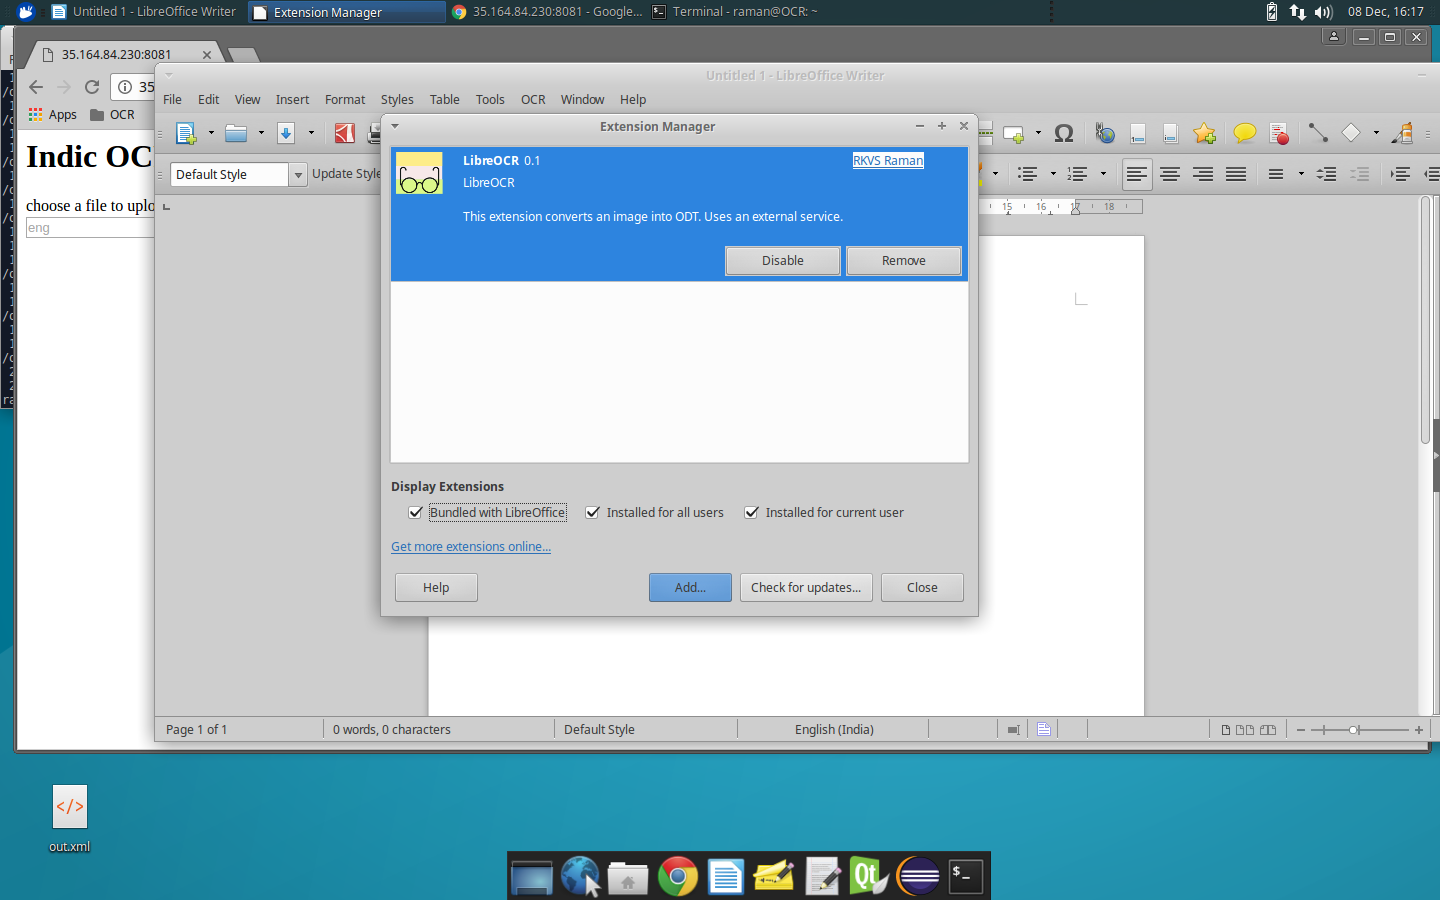 Untitled 1 - LibreOffice Writer
Extension Manager
35.164.84.230:8081 - Google...
Terminal - raman@OCR: ~
08 Dec, 16:17
35.164.84.230:8081
35
Apps
OCR
Indic OC
choose a file to uplo
eng
Untitled 1 - LibreOffice Writer
File Edit View Insert Format Styles Table Tools OCR Window Help
Default Style
Update Style
15 16 17 18
Extension Manager
LibreOCR 0.1
RKVS Raman
LibreOCR
This extension converts an image into ODT. Uses an external service.
Disable
Remove
Display Extensions
Bundled with LibreOffice
Installed for all users
Installed for current user
Get more extensions online...
Help
Add...
Check for updates...
Close
Page 1 of 1
0 words, 0 characters
Default Style
English (India)
out.xml